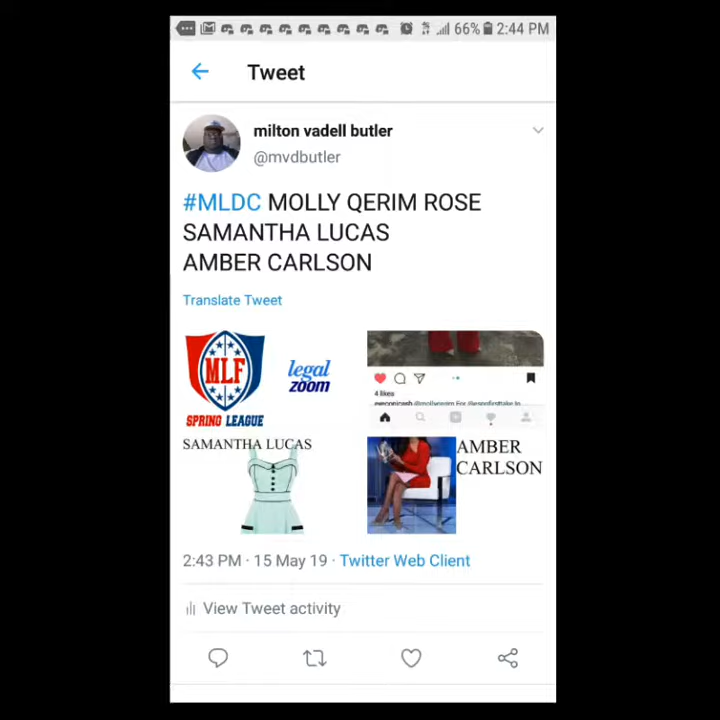 66% 2:44 PM
Tweet
milton vadell butler
@mvdbutler
#MLDC MOLLY QERIM ROSE
SAMANTHA LUCAS
AMBER CARLSON
Translate Tweet
MLF
SPRING LEAGUE
legal
zoom
4 likes
SAMANTHA LUCAS
AMBER
CARLSON
2:43 PM · 15 May 19 · Twitter Web Client
View Tweet activity